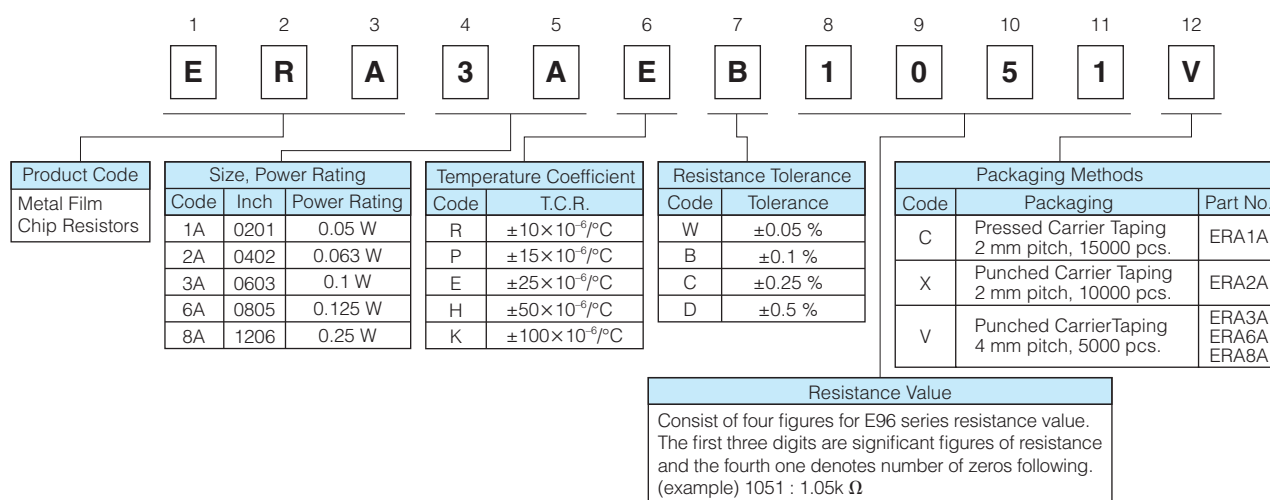 1 2 3 4 5 6 7 8 9 10 11 12
E R A 3 A E B 1 0 5 1 V
Product Code
Metal Film
Chip Resistors
Size, Power Rating
Code Inch Power Rating
1A 0201 0.05 W
2A 0402 0.063 W
3A 0603 0.1 W
6A 0805 0.125 W
8A 1206 0.25 W
Temperature Coefficient
Code T.C.R.
R ±10×10⁻⁶/°C
P ±15×10⁻⁶/°C
E ±25×10⁻⁶/°C
H ±50×10⁻⁶/°C
K ±100×10⁻⁶/°C
Resistance Tolerance
Code Tolerance
W ±0.05 %
B ±0.1 %
C ±0.25 %
D ±0.5 %
Packaging Methods
Code Packaging Part No.
C Pressed Carrier Taping
2 mm pitch, 15000 pcs. ERA1A
X Punched Carrier Taping
2 mm pitch, 10000 pcs. ERA2A
V Punched CarrierTaping
4 mm pitch, 5000 pcs. ERA3A
ERA6A
ERA8A
Resistance Value
Consist of four figures for E96 series resistance value.
The first three digits are significant figures of resistance
and the fourth one denotes number of zeros following.
(example) 1051 : 1.05k Ω